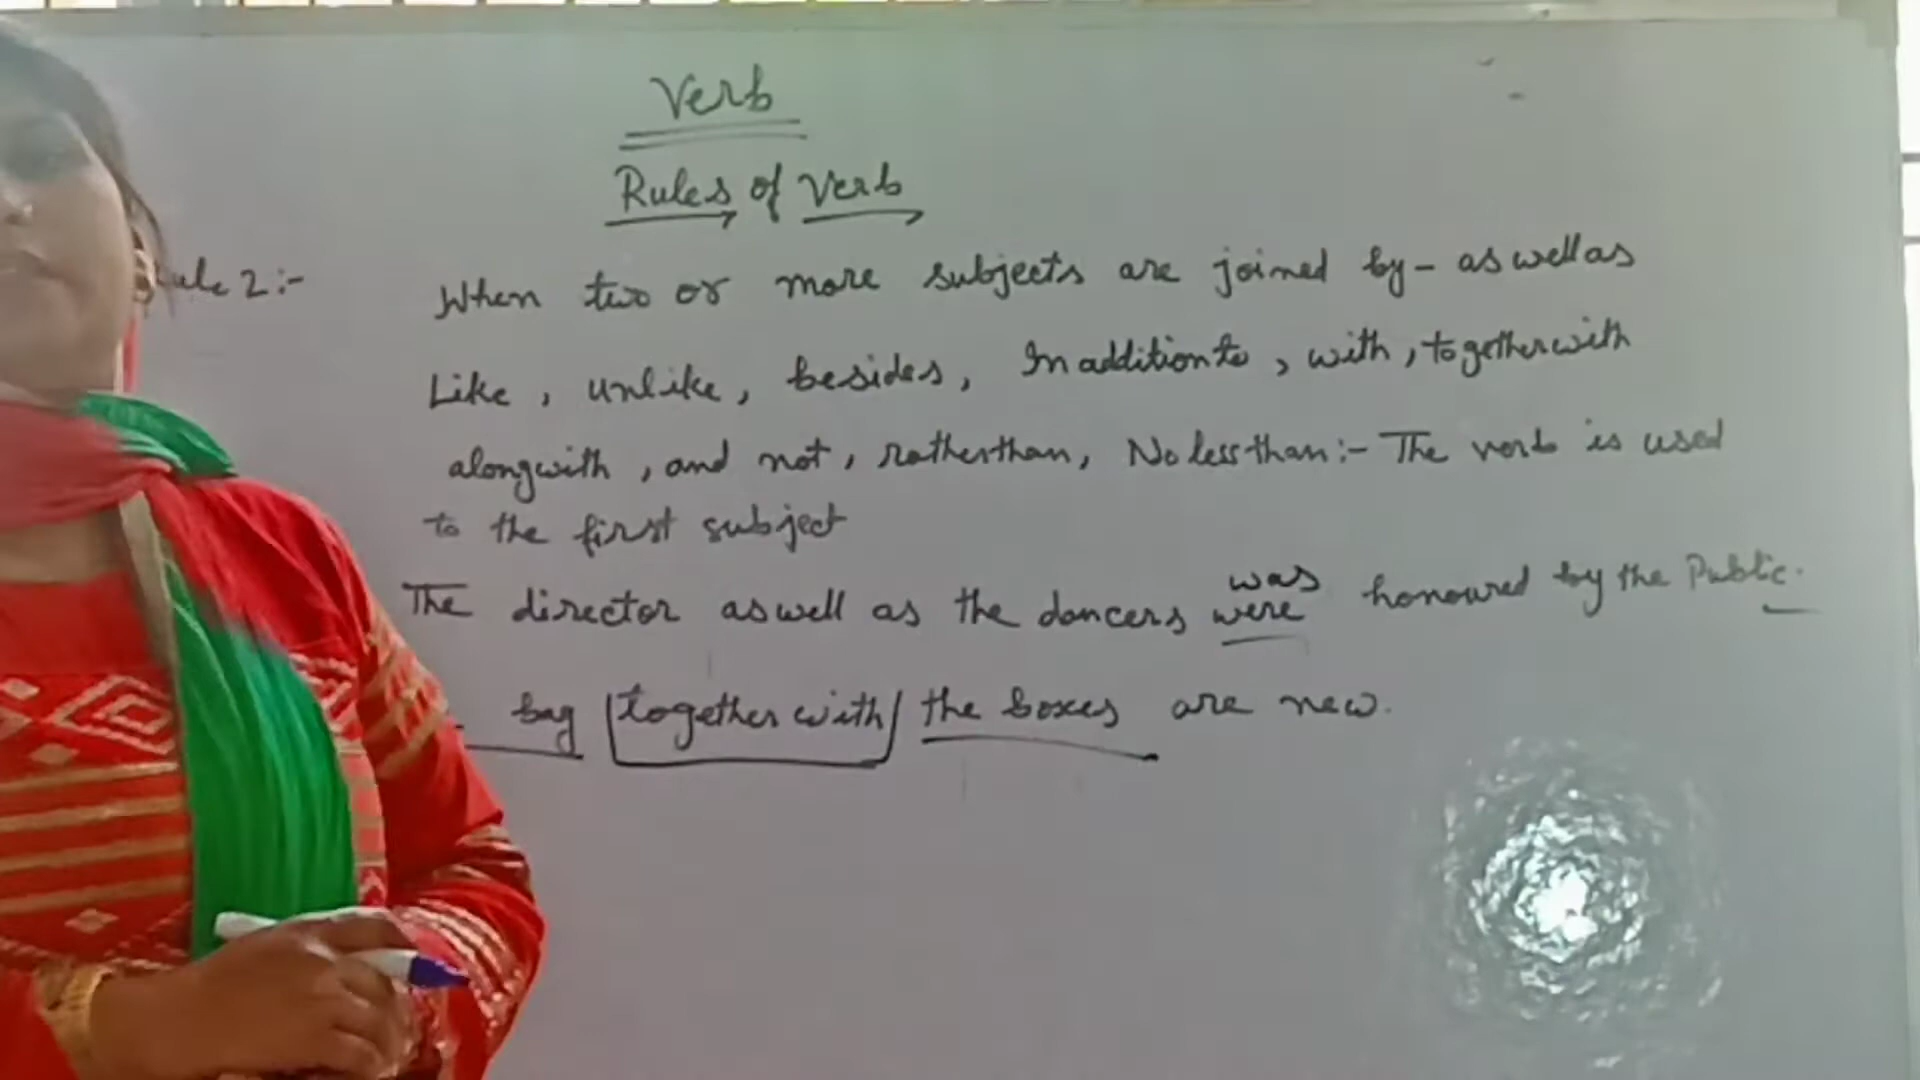 Verb
Rules of Verb
Rule 2:-
When two or more subjects are joined by - as well as
Like, unlike, besides, In addition to, with, together with
alongwith, and not, rather than, No less than:- The verb is used
to the first subject
was
The director as well as the dancers were honoured by the Public.
bag together with the boxes are new.